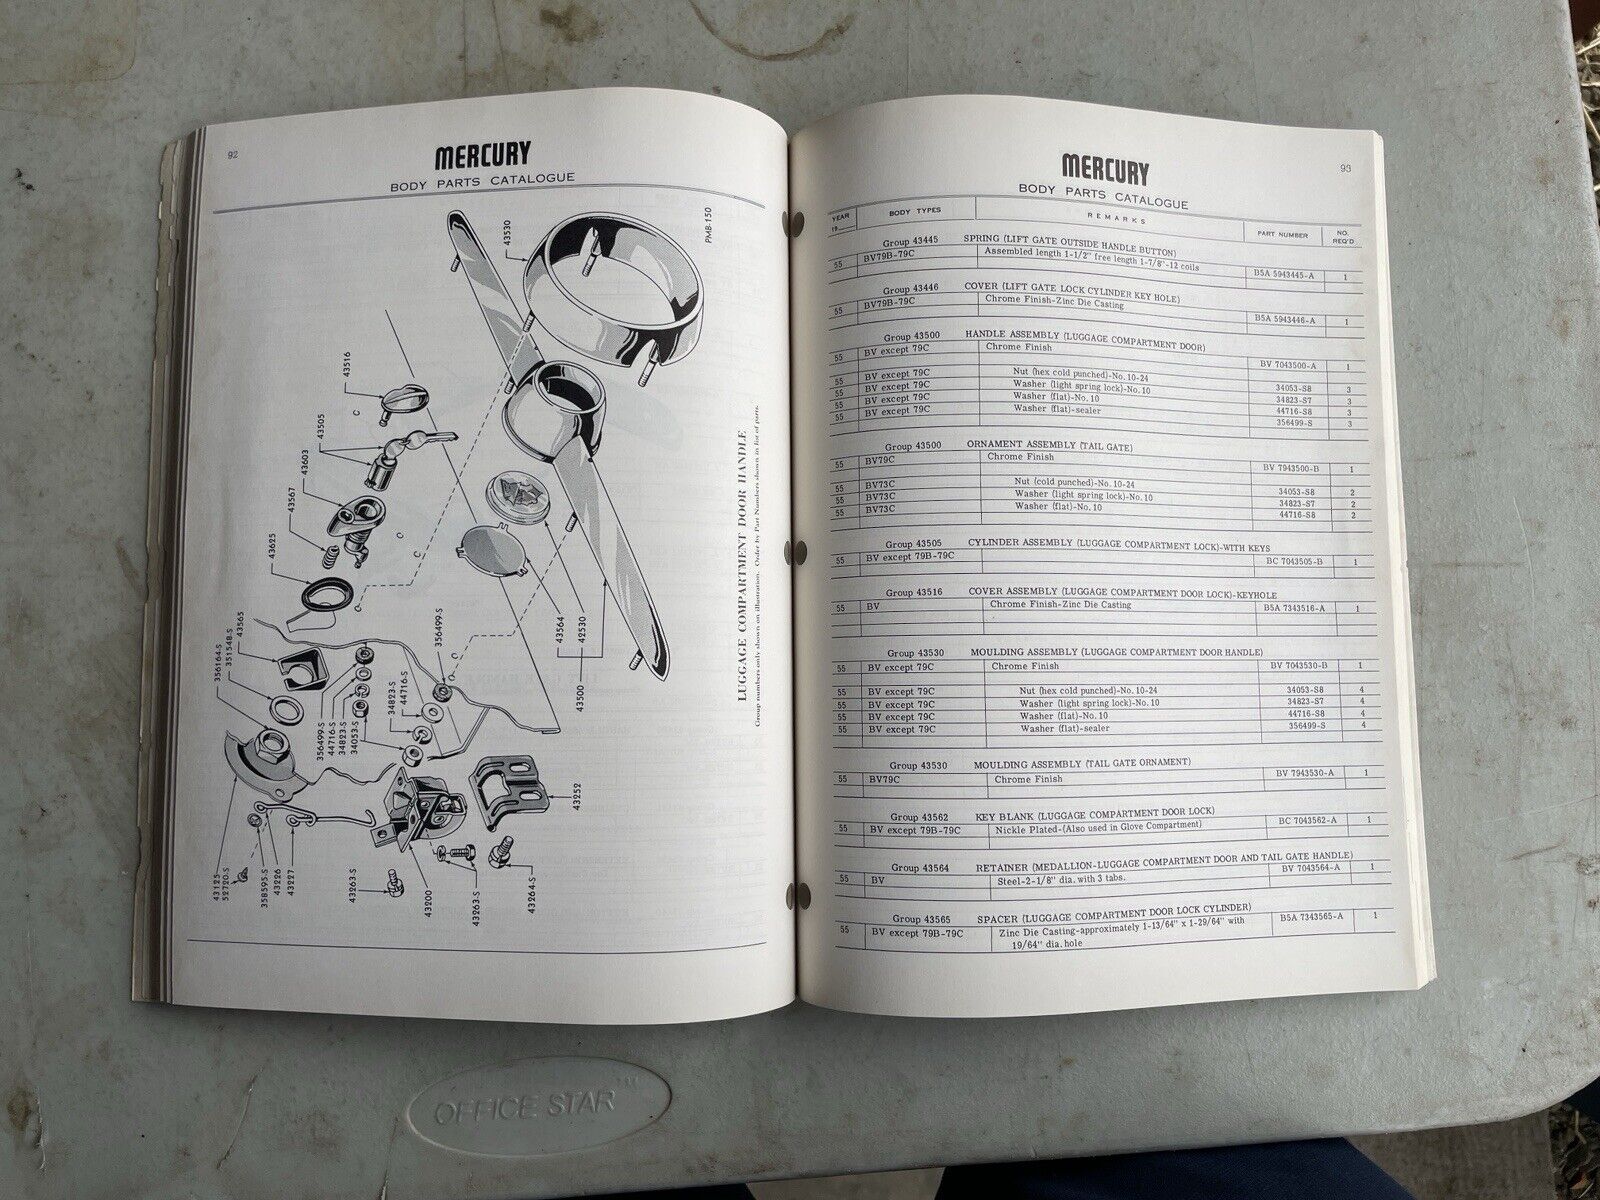 92
MERCURY
BODY PARTS CATALOGUE
PMB-150
43530
43516
43505
43603
43567
43625
C
C
C
C
C
43565
351548-S
356164-S
356499-S
44716-S
34823-S
34053-S
34823-S
44716-S
356499-S
43564
42530
43500
43125
52720-S
358595-S
43226
43227
43263-S
43200
43263-S
43264-S
43252
LUGGAGE COMPARTMENT DOOR HANDLE
Group numbers only shown on illustration. Order by Part Numbers shown in list of parts.
93
MERCURY
BODY PARTS CATALOGUE
YEAR 19 BODY TYPES REMARKS PART NUMBER NO. REQ'D
Group 43445 SPRING (LIFT GATE OUTSIDE HANDLE BUTTON)
55 BV79B-79C Assembled length 1-1/2" free length 1-7/8"-12 coils B5A 5943445-A 1
Group 43446 COVER (LIFT GATE LOCK CYLINDER KEY HOLE)
55 BV79B-79C Chrome Finish-Zinc Die Casting B5A 5943446-A 1
Group 43500 HANDLE ASSEMBLY (LUGGAGE COMPARTMENT DOOR)
55 BV except 79C Chrome Finish BV 7043500-A 1
55 BV except 79C Nut (hex cold punched)-No. 10-24 34053-S8 3
55 BV except 79C Washer (light spring lock)-No. 10 34823-S7 3
55 BV except 79C Washer (flat)-No. 10 44716-S8 3
55 BV except 79C Washer (flat)-sealer 356499-S 3
Group 43500 ORNAMENT ASSEMBLY (TAIL GATE)
55 BV79C Chrome Finish BV 7943500-B 1
55 BV73C Nut (cold punched)-No. 10-24 34053-S8 2
55 BV73C Washer (light spring lock)-No. 10 34823-S7 2
55 BV73C Washer (flat)-No. 10 44716-S8 2
Group 43505 CYLINDER ASSEMBLY (LUGGAGE COMPARTMENT LOCK)-WITH KEYS
55 BV except 79B-79C BC 7043505-B 1
Group 43516 COVER ASSEMBLY (LUGGAGE COMPARTMENT DOOR LOCK)-KEYHOLE
55 BV Chrome Finish-Zinc Die Casting B5A 7343516-A 1
Group 43530 MOULDING ASSEMBLY (LUGGAGE COMPARTMENT DOOR HANDLE)
55 BV except 79C Chrome Finish BV 7043530-B 1
55 BV except 79C Nut (hex cold punched)-No. 10-24 34053-S8 4
55 BV except 79C Washer (light spring lock)-No. 10 34823-S7 4
55 BV except 79C Washer (flat)-No. 10 44716-S8 4
55 BV except 79C Washer (flat)-sealer 356499-S 4
Group 43530 MOULDING ASSEMBLY (TAIL GATE ORNAMENT)
55 BV79C Chrome Finish BV 7943530-A 1
Group 43562 KEY BLANK (LUGGAGE COMPARTMENT DOOR LOCK)
55 BV except 79B-79C Nickle Plated-(Also used in Glove Compartment) BC 7043562-A 1
Group 43564 RETAINER (MEDALLION-LUGGAGE COMPARTMENT DOOR AND TAIL GATE HANDLE)
55 BV Steel-2-1/8" dia. with 3 tabs. BV 7043564-A 1
Group 43565 SPACER (LUGGAGE COMPARTMENT DOOR LOCK CYLINDER)
55 BV except 79B-79C Zinc Die Casting-approximately 1-13/64" x 1-29/64" with B5A 7343565-A 1
19/64" dia. hole
OFFICE STAR™